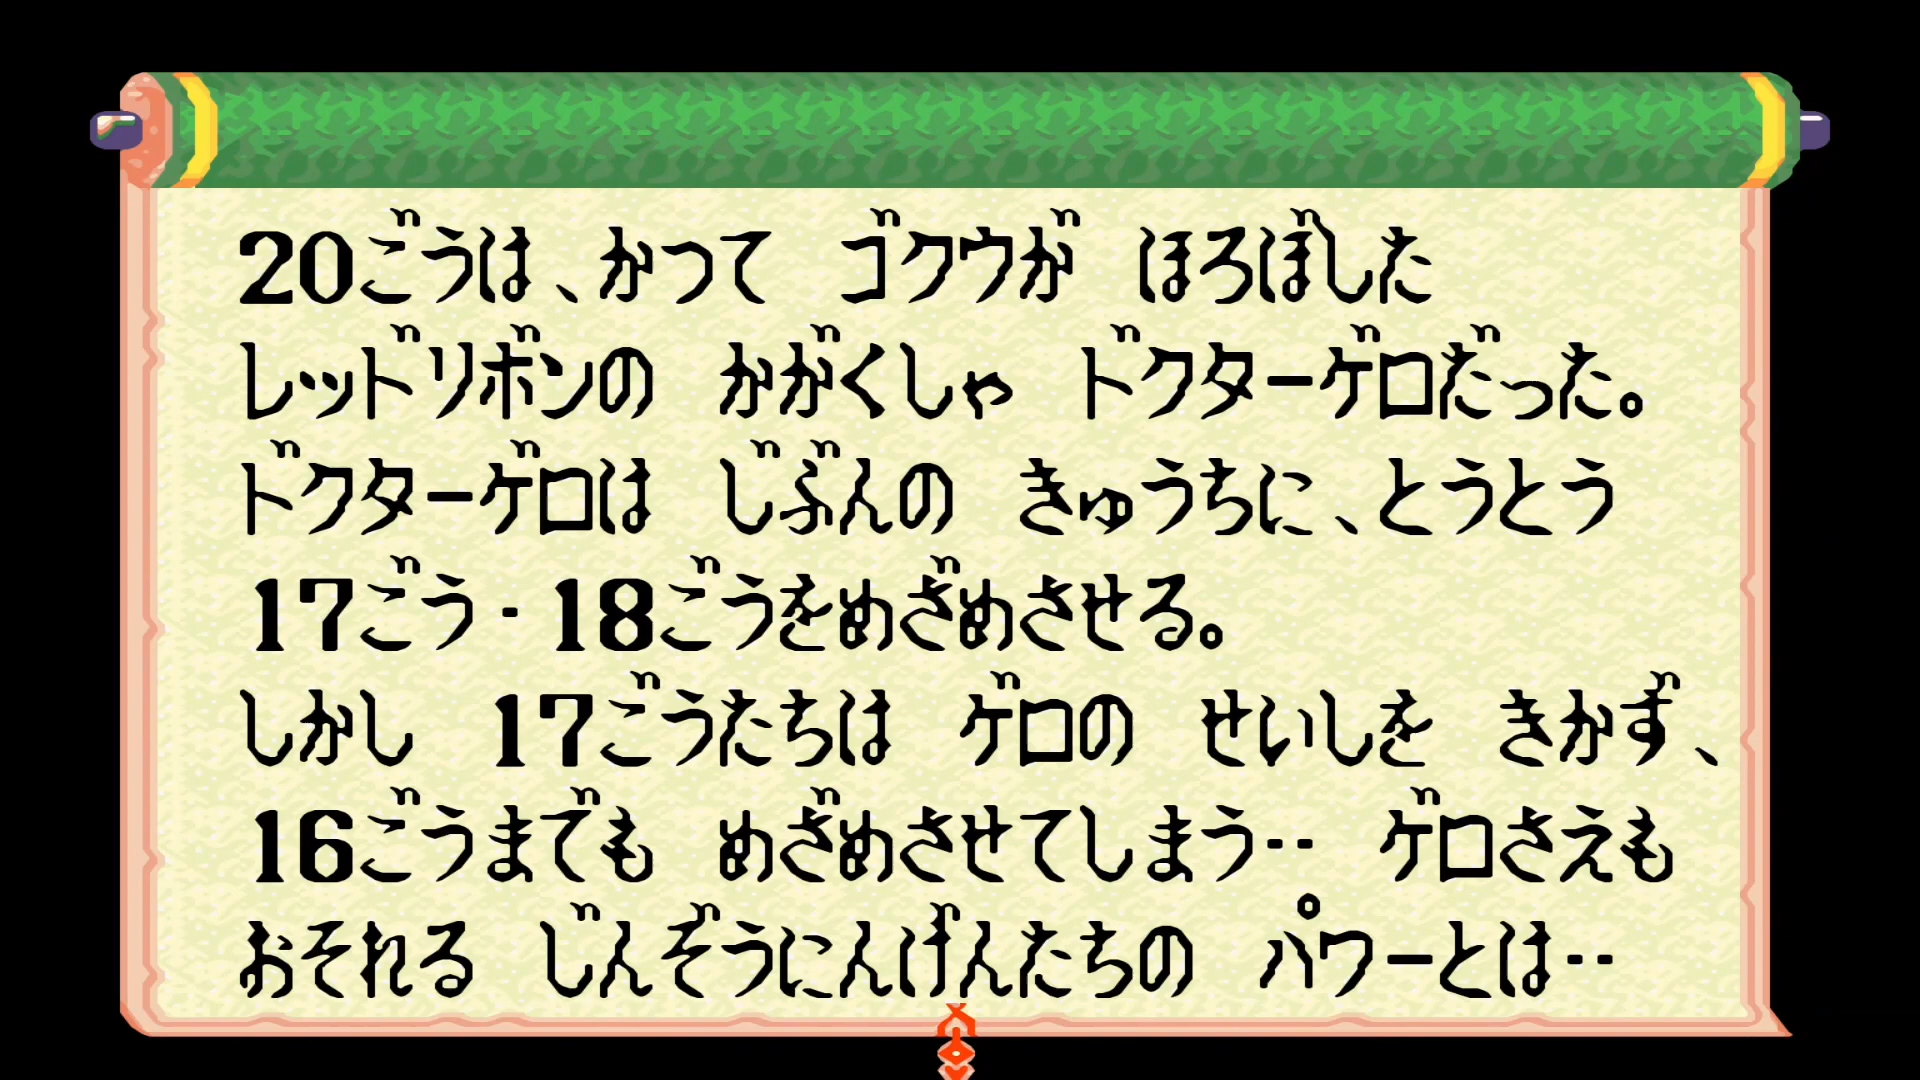 20ごうは、かつて　ゴクウが　ほろぼした
レッドリボンの　かがくしゃ　ドクターゲロだった。
ドクターゲロは　じぶんの　きゅうちに、とうとう
17ごう・18ごうをめざめさせる。
しかし　17ごうたちは　ゲロの　せいしを　きかず、
16ごうまでも　めざめさせてしまう‥　ゲロさえも
おそれる　じんぞうにんげんたちの　パワーとは‥